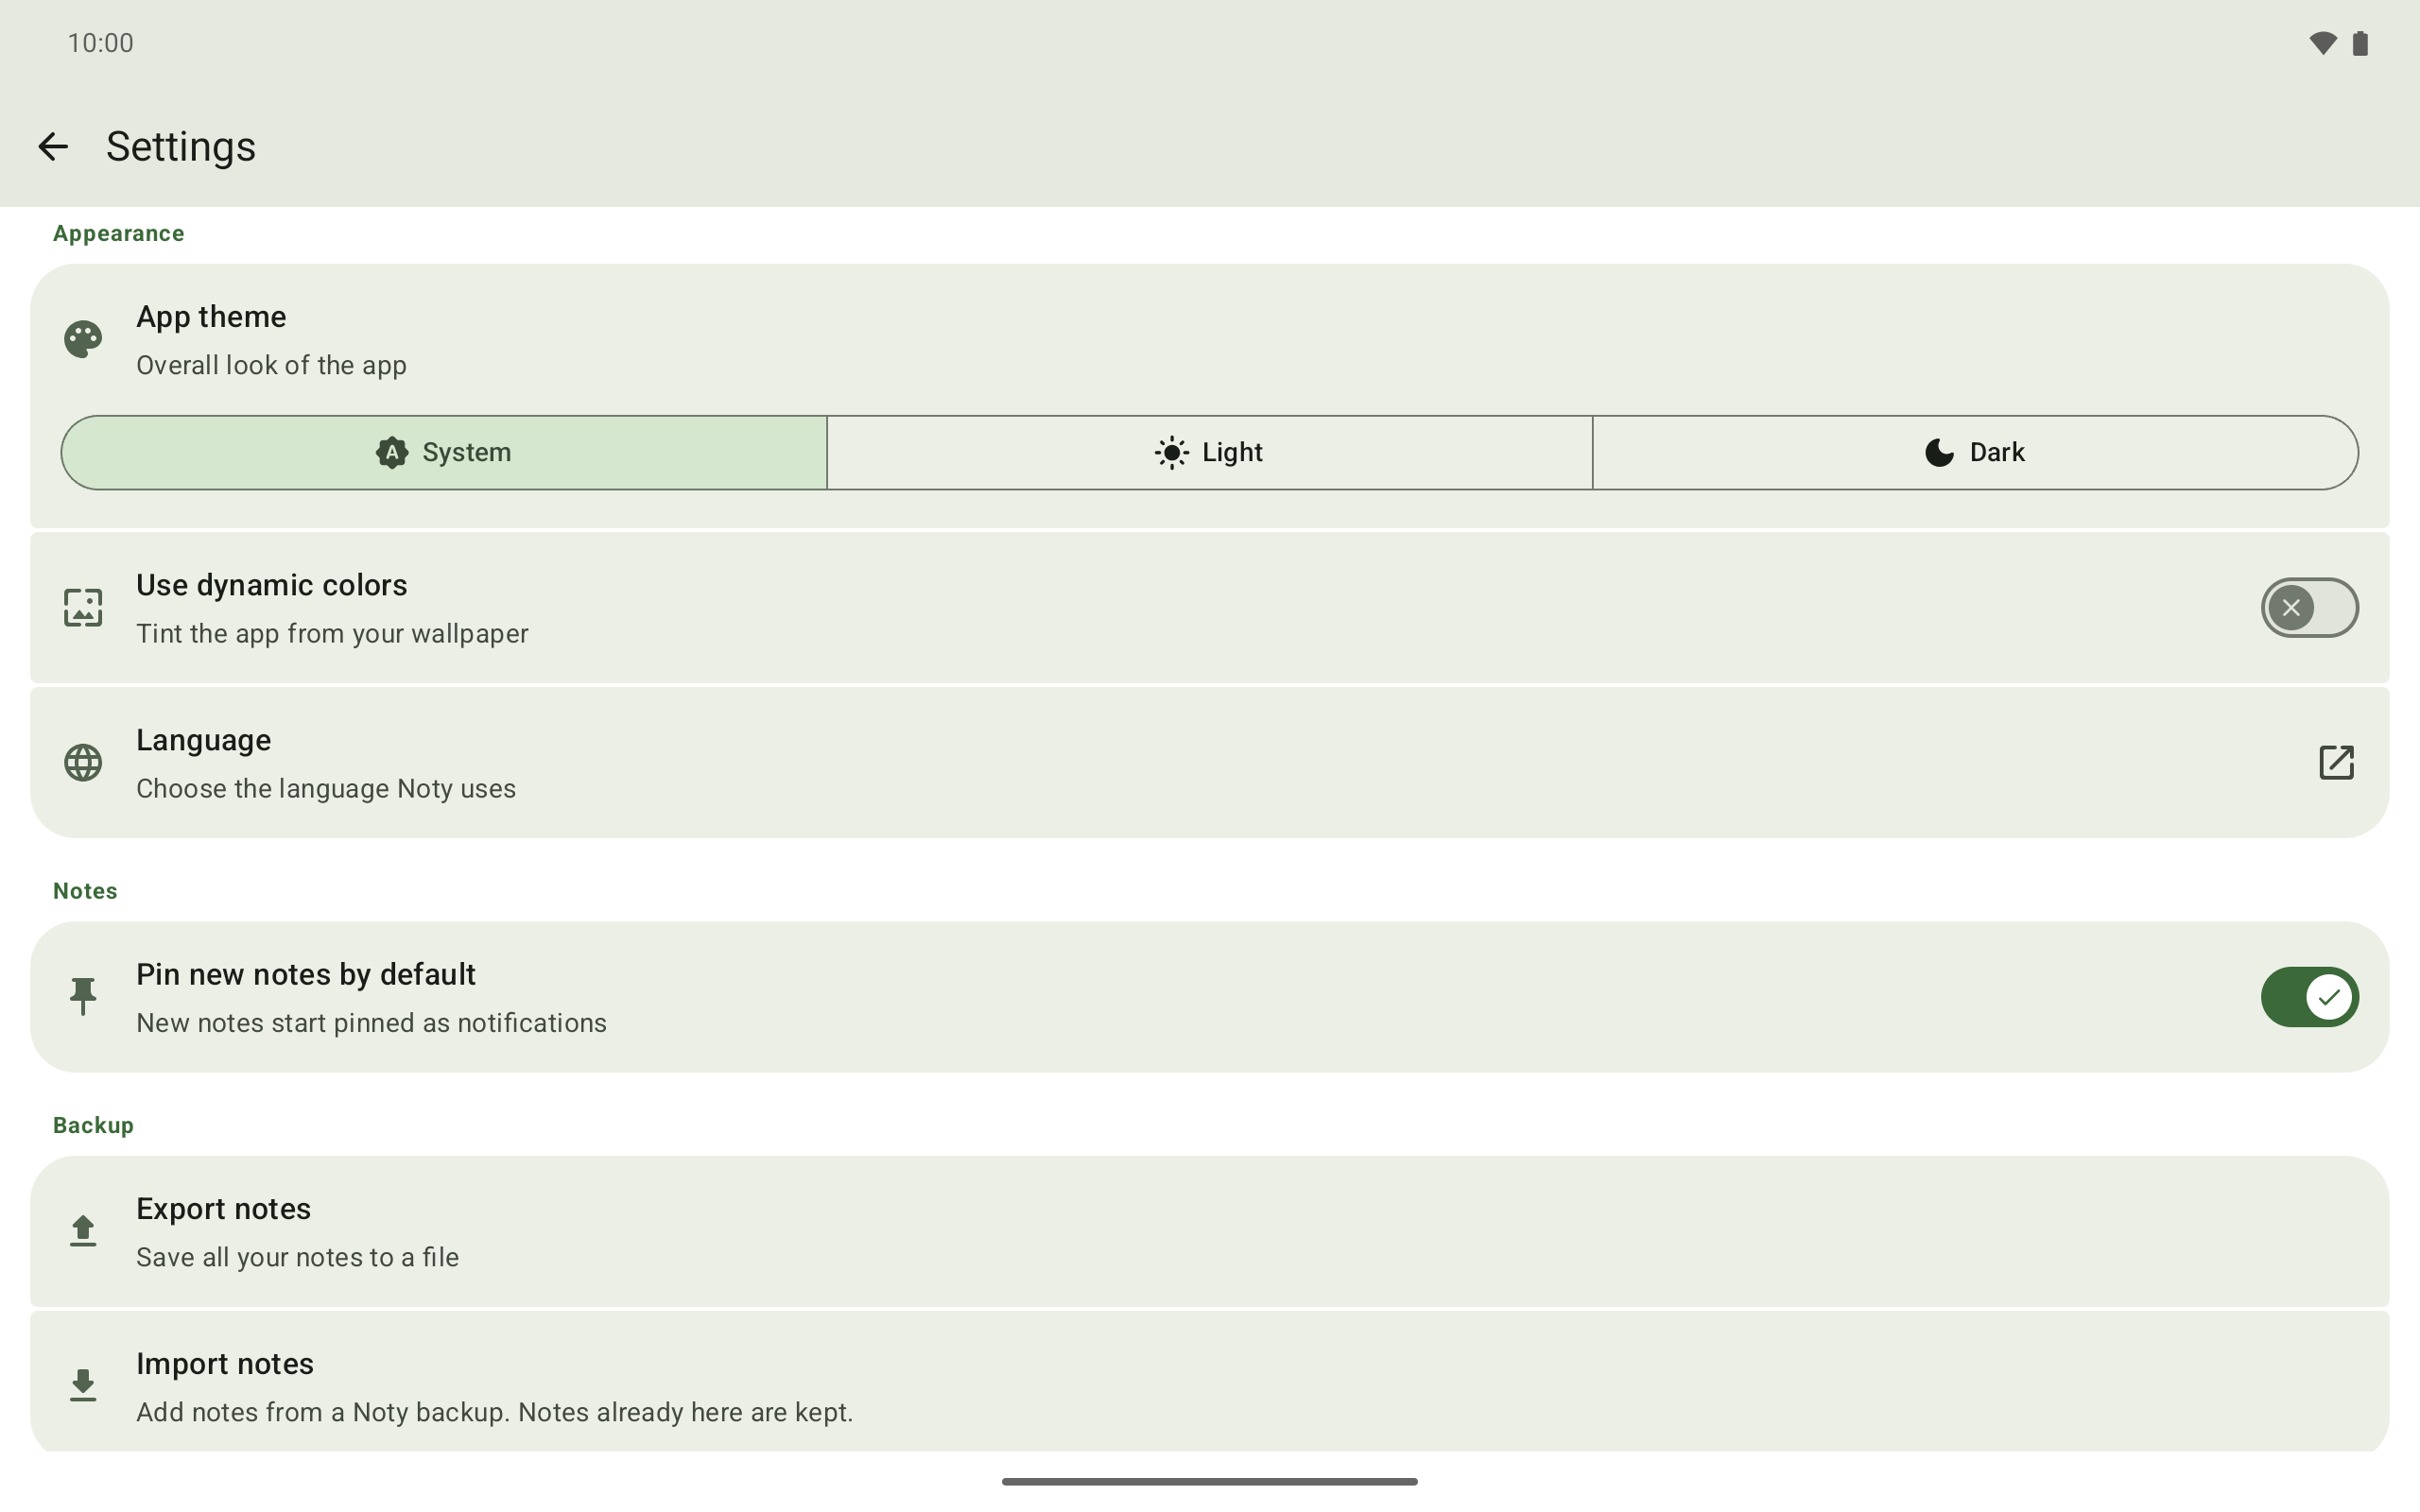 10:00
Settings
Appearance
App theme
Overall look of the app
System
Light
Dark
Use dynamic colors
Tint the app from your wallpaper
Language
Choose the language Noty uses
Notes
Pin new notes by default
New notes start pinned as notifications
Backup
Export notes
Save all your notes to a file
Import notes
Add notes from a Noty backup. Notes already here are kept.